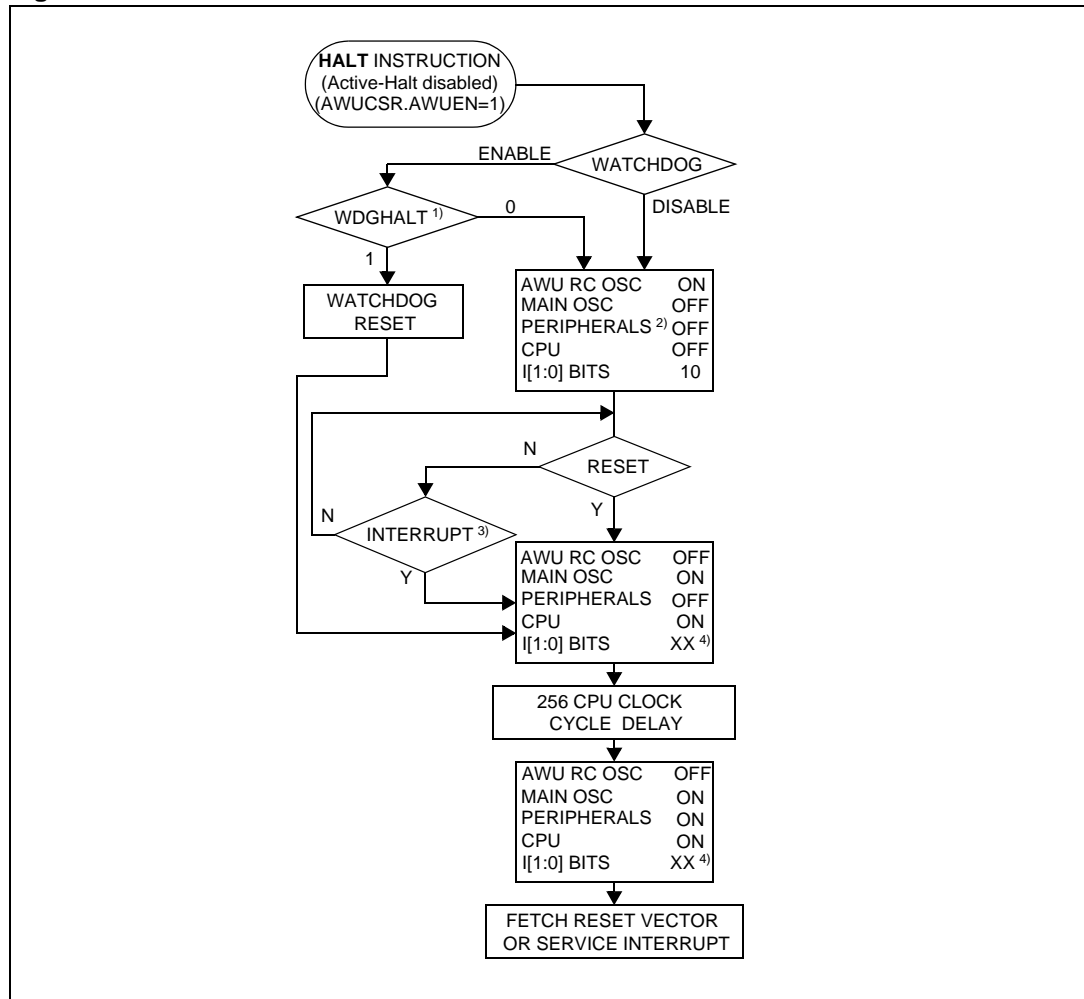 HALT INSTRUCTION
(Active-Halt disabled)
(AWUCSR.AWUEN=1)
ENABLE
WATCHDOG
WDGHALT 1)
0
DISABLE
1
WATCHDOG
RESET
AWU RC OSC ON
MAIN OSC OFF
PERIPHERALS 2) OFF
CPU OFF
I[1:0] BITS 10
N
RESET
N
INTERRUPT 3)
Y
Y
AWU RC OSC OFF
MAIN OSC ON
PERIPHERALS OFF
CPU ON
I[1:0] BITS XX 4)
256 CPU CLOCK
CYCLE DELAY
AWU RC OSC OFF
MAIN OSC ON
PERIPHERALS ON
CPU ON
I[1:0] BITS XX 4)
FETCH RESET VECTOR
OR SERVICE INTERRUPT